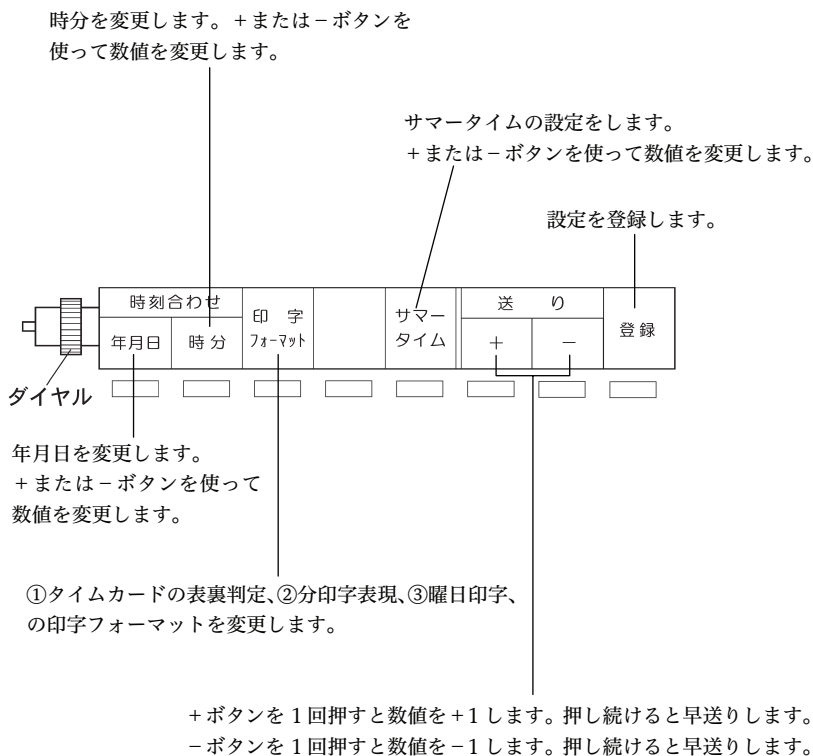 時分を変更します。+または-ボタンを
使って数値を変更します。
サマータイムの設定をします。
+または-ボタンを使って数値を変更します。
設定を登録します。
時刻合わせ
年月日
時分
印 字
フォーマット
サマー
タイム
送 り
+
-
登録
ダイヤル
年月日を変更します。
+または-ボタンを使って
数値を変更します。
①タイムカードの表裏判定、②分印字表現、③曜日印字、
の印字フォーマットを変更します。
+ボタンを1回押すと数値を+1します。押し続けると早送りします。
-ボタンを1回押すと数値を-1します。押し続けると早送りします。